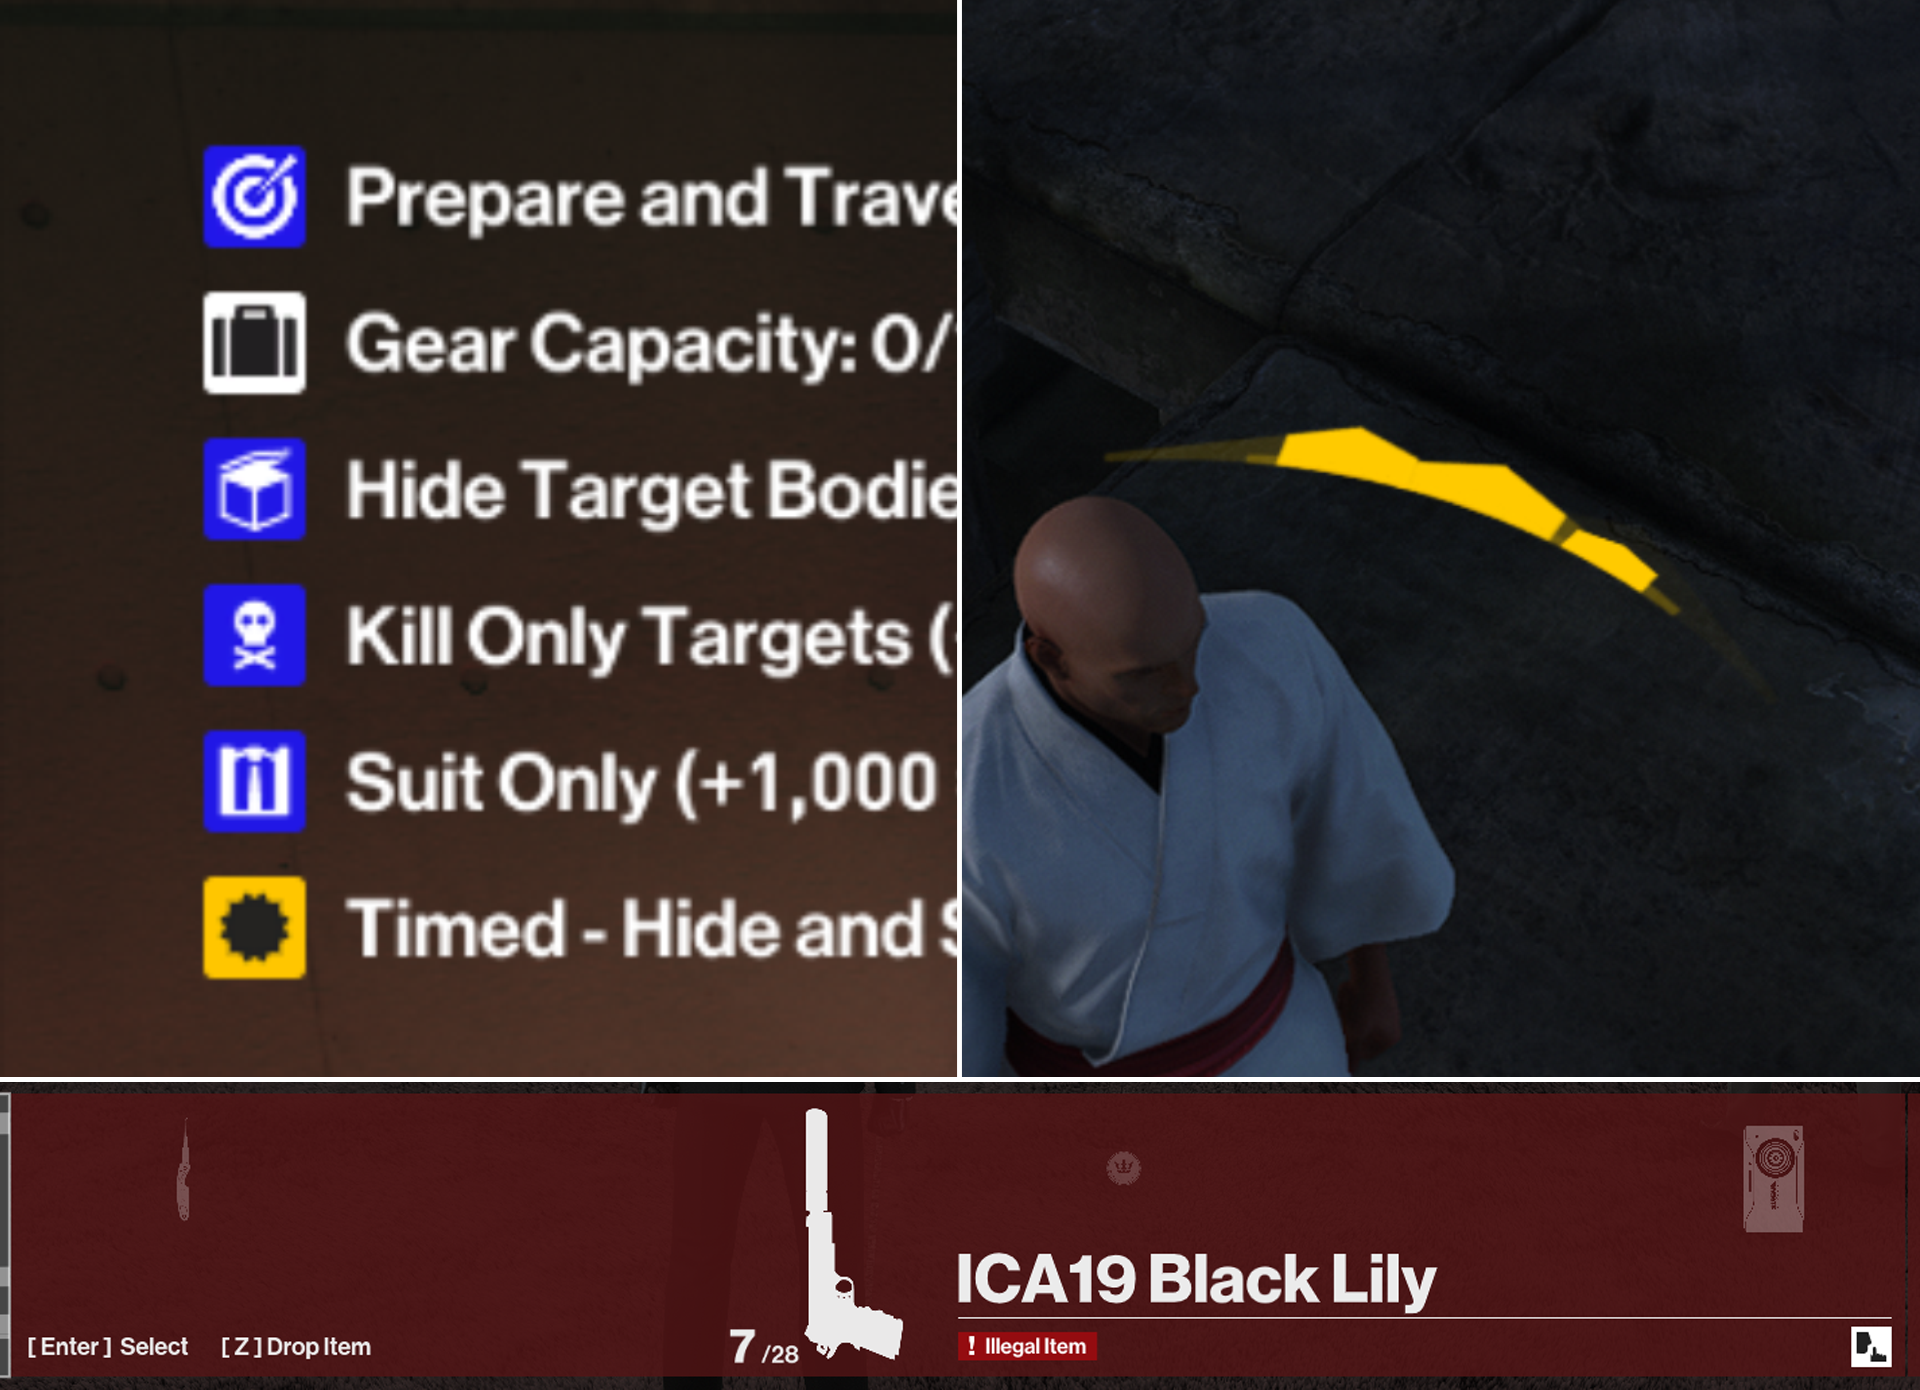 Prepare and Trave
Gear Capacity: 0/
Hide Target Bodie
Kill Only Targets (
Suit Only (+1,000
Timed - Hide and S
ICA19 Black Lily
[ Enter ] Select [ Z ] Drop Item 7 /28 ! Illegal Item